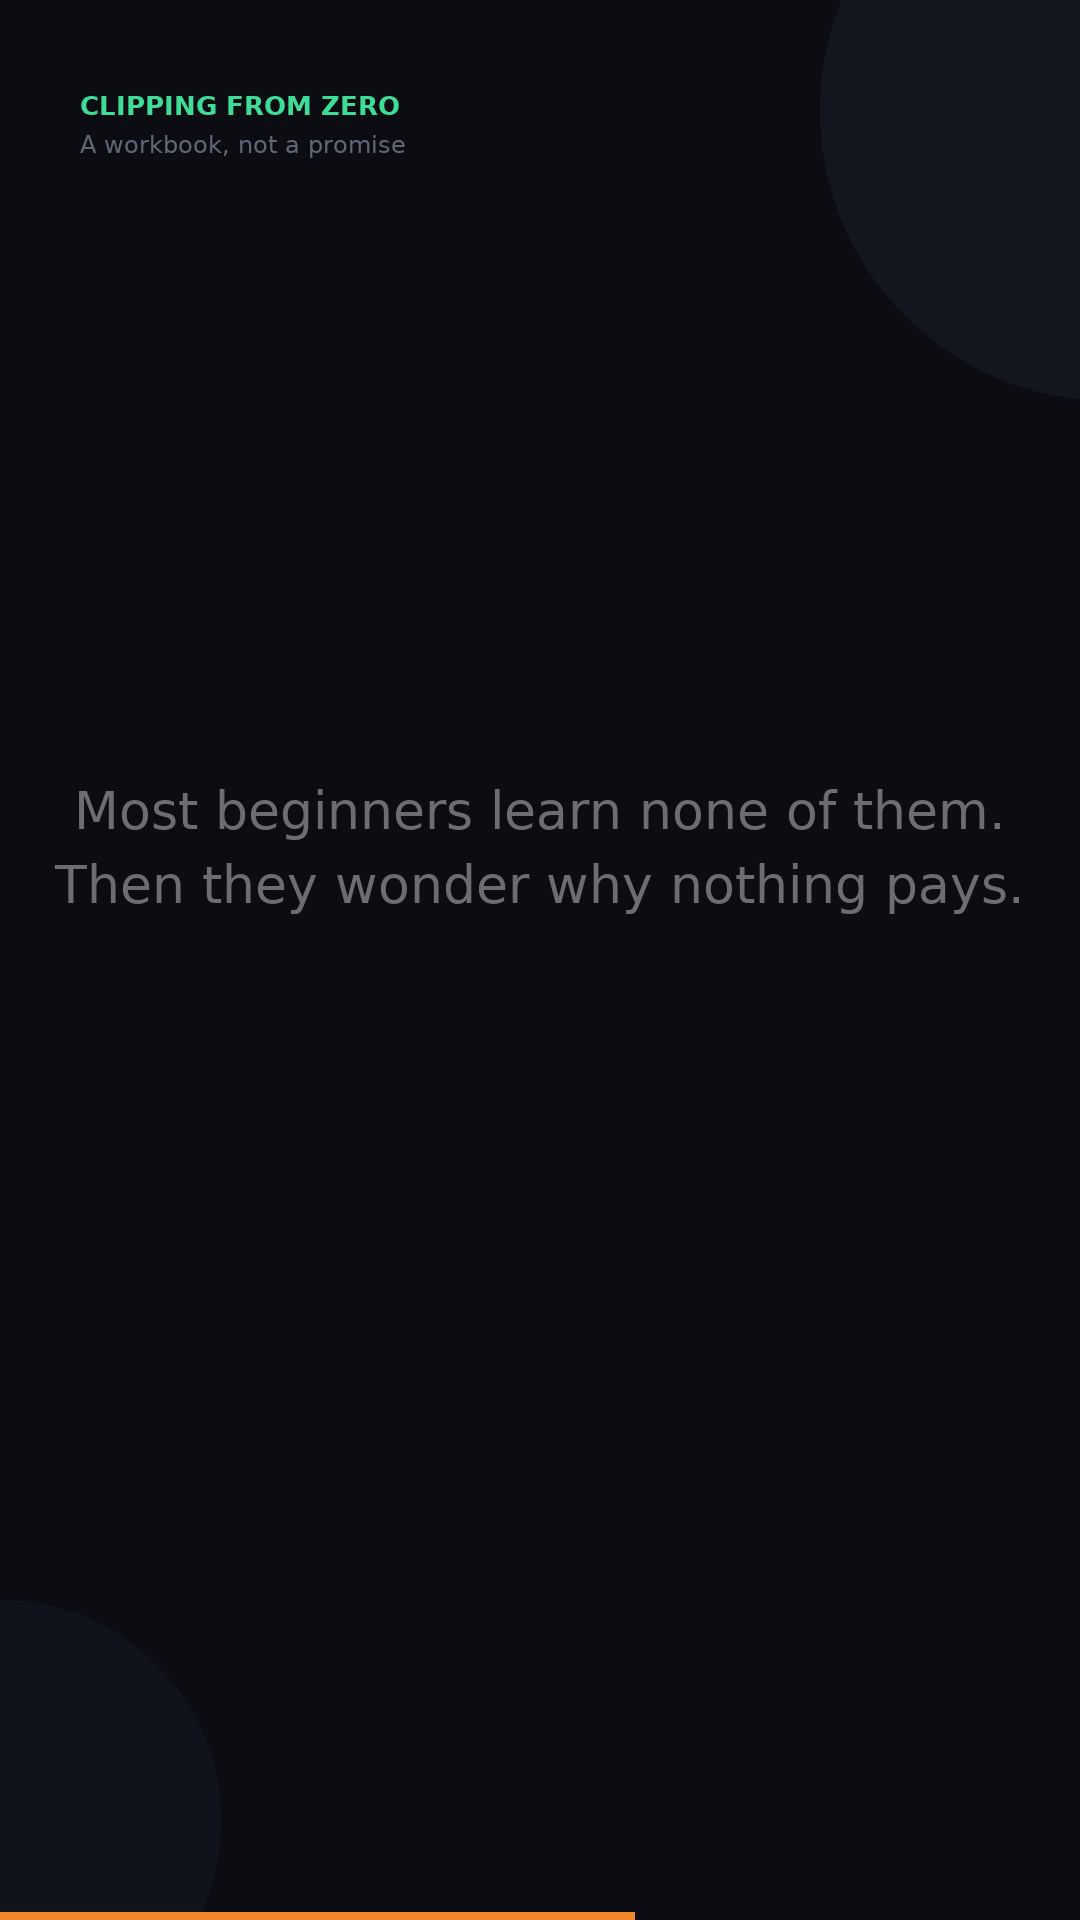 CLIPPING FROM ZERO
A workbook, not a promise
Most beginners learn none of them.
Then they wonder why nothing pays.